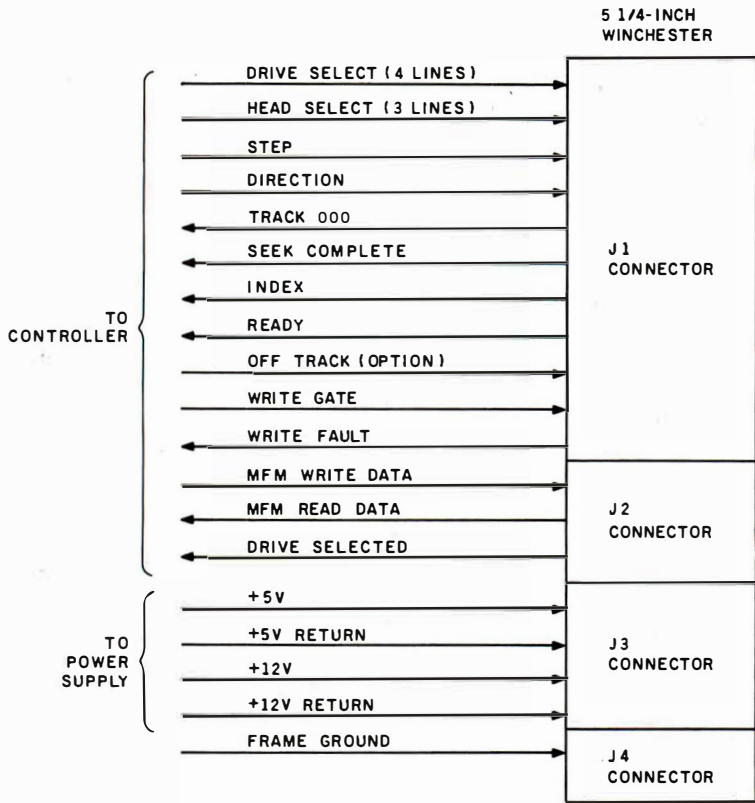 5 1/4-INCH
WINCHESTER
DRIVE SELECT (4 LINES)
HEAD SELECT (3 LINES)
STEP
DIRECTION
TRACK 000
SEEK COMPLETE
INDEX
READY
OFF TRACK (OPTION)
WRITE GATE
WRITE FAULT
J1
CONNECTOR
MFM WRITE DATA
MFM READ DATA
DRIVE SELECTED
J2
CONNECTOR
TO
CONTROLLER
+5V
+5V RETURN
+12V
+12V RETURN
J3
CONNECTOR
TO
POWER
SUPPLY
FRAME GROUND
J4
CONNECTOR